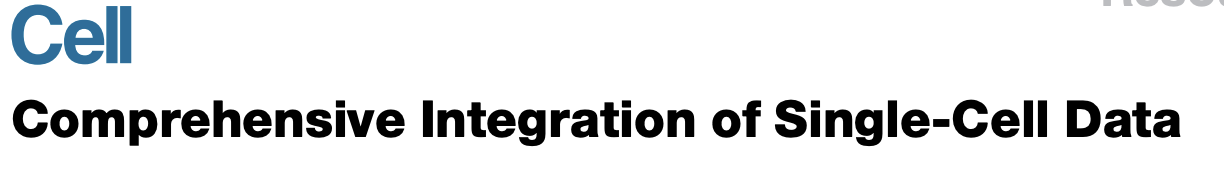 Cell
Comprehensive Integration of Single-Cell Data